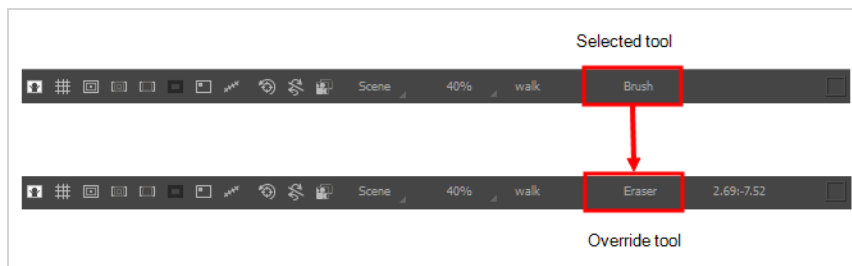 Selected tool
Scene 40% walk Brush
Scene 40% walk Eraser 2.69:-7.52
Override tool